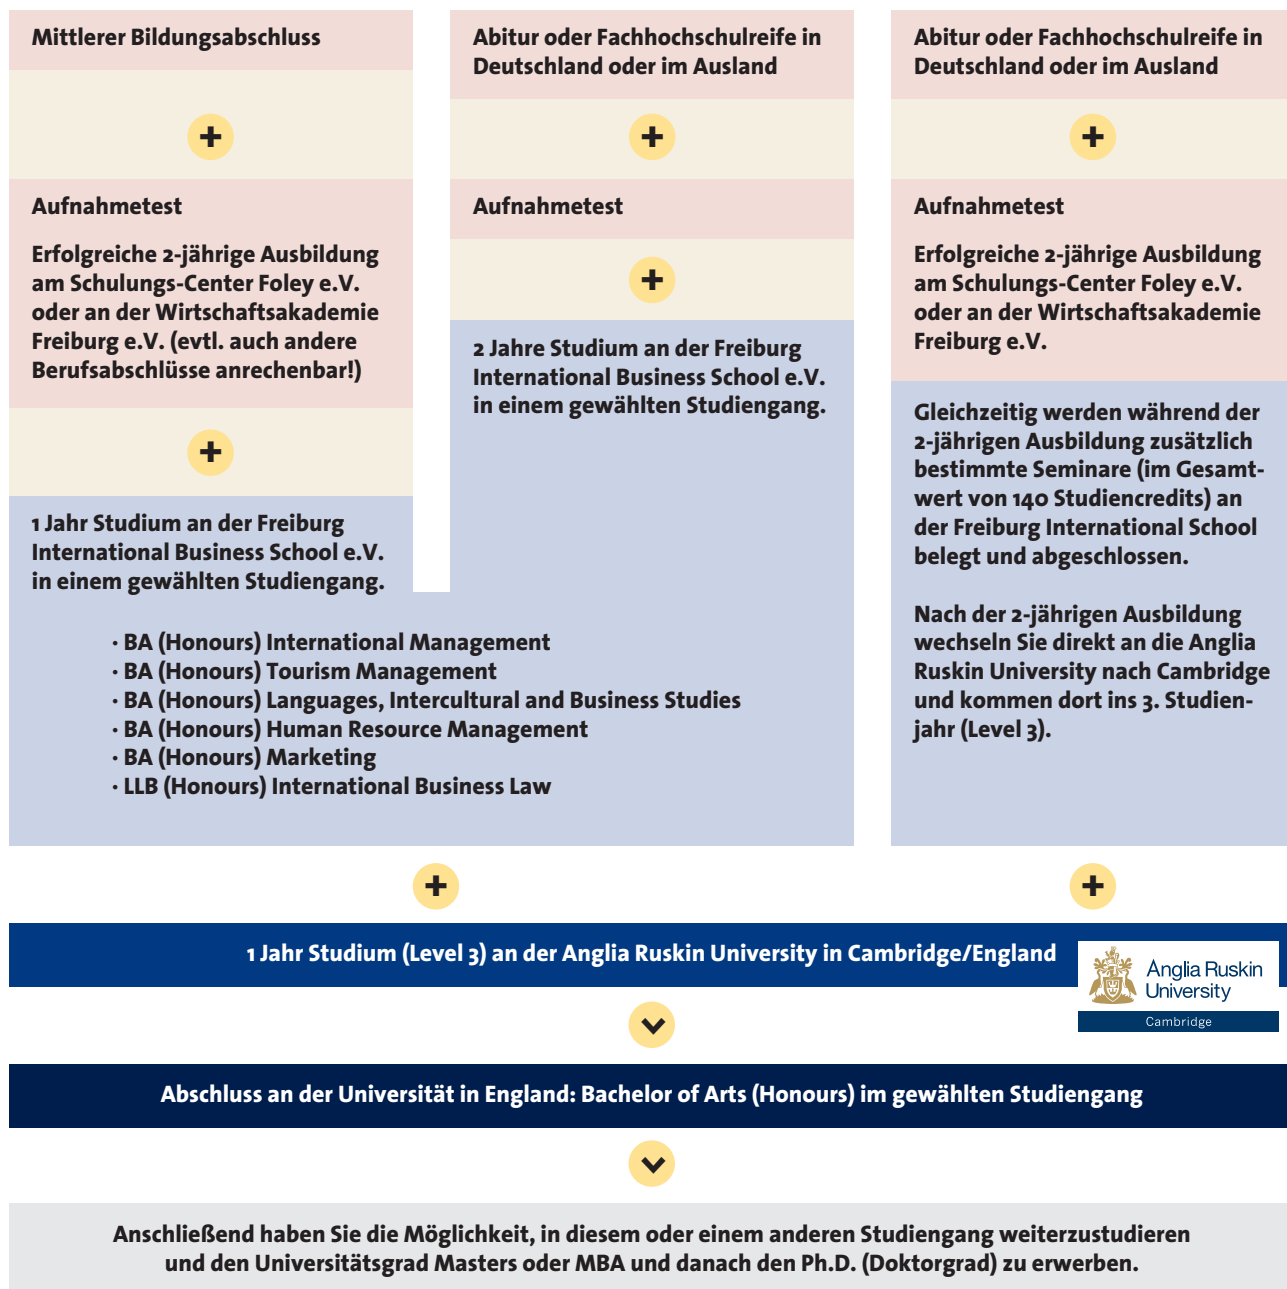 Mittlerer Bildungsabschluss
+
Aufnahmetest
Erfolgreiche 2-jährige Ausbildung
am Schulungs-Center Foley e.V.
oder an der Wirtschaftsakademie
Freiburg e.V. (evtl. auch andere
Berufsabschlüsse anrechenbar!)
+
1 Jahr Studium an der Freiburg
International Business School e.V.
in einem gewählten Studiengang.
Abitur oder Fachhochschulreife in
Deutschland oder im Ausland
+
Aufnahmetest
+
2 Jahre Studium an der Freiburg
International Business School e.V.
in einem gewählten Studiengang.
· BA (Honours) International Management
· BA (Honours) Tourism Management
· BA (Honours) Languages, Intercultural and Business Studies
· BA (Honours) Human Resource Management
· BA (Honours) Marketing
· LLB (Honours) International Business Law
Abitur oder Fachhochschulreife in
Deutschland oder im Ausland
+
Aufnahmetest
Erfolgreiche 2-jährige Ausbildung
am Schulungs-Center Foley e.V.
oder an der Wirtschaftsakademie
Freiburg e.V.
Gleichzeitig werden während der
2-jährigen Ausbildung zusätzlich
bestimmte Seminare (im Gesamt-
wert von 140 Studiencredits) an
der Freiburg International School
belegt und abgeschlossen.
Nach der 2-jährigen Ausbildung
wechseln Sie direkt an die Anglia
Ruskin University nach Cambridge
und kommen dort ins 3. Studien-
jahr (Level 3).
+
+
1 Jahr Studium (Level 3) an der Anglia Ruskin University in Cambridge/England
Anglia Ruskin
University
Cambridge
Abschluss an der Universität in England: Bachelor of Arts (Honours) im gewählten Studiengang
Anschließend haben Sie die Möglichkeit, in diesem oder einem anderen Studiengang weiterzustudieren
und den Universitätsgrad Masters oder MBA und danach den Ph.D. (Doktorgrad) zu erwerben.